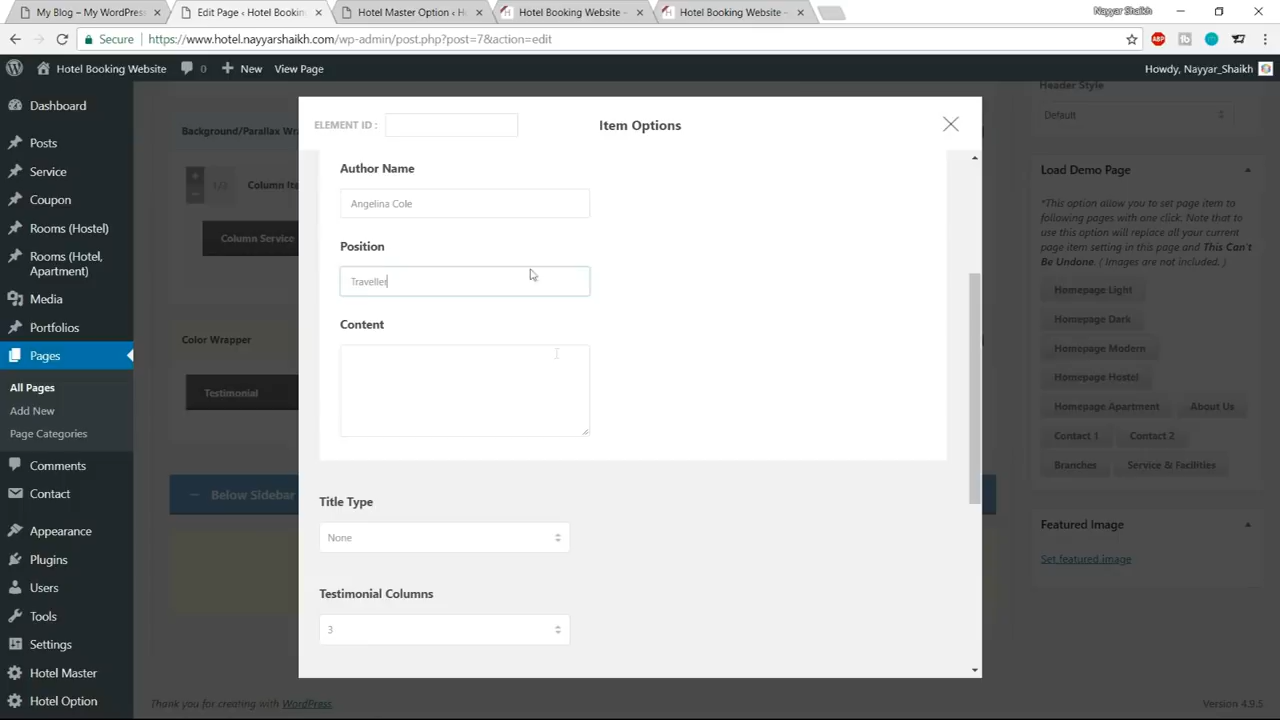 My Blog – My WordPress
Edit Page ‹ Hotel Bookin
Hotel Master Option ‹ H
Hotel Booking Website –
Hotel Booking Website –
Nayyar Shaikh
Secure
https://www.hotel.nayyarshaikh.com/wp-admin/post.php?post=7&action=edit
Hotel Booking Website
0
New
View Page
Howdy, Nayyar_Shaikh
Dashboard
Posts
Service
Coupon
Rooms (Hostel)
Rooms (Hotel,
Apartment)
Media
Portfolios
Pages
All Pages
Add New
Page Categories
Comments
Contact
Appearance
Plugins
Users
Tools
Settings
Hotel Master
Hotel Option
Background/Parallax Wr
1/1
Column Ite
Column Service
Color Wrapper
Testimonial
Below Sidebar
ELEMENT ID :
Item Options
Author Name
Angelina Cole
Position
Traveller
Content
Title Type
None
Testimonial Columns
3
Header Style
Default
Load Demo Page
*This option allow you to set page item to
following pages with one click. Note that to
use this option will replace all your current
page item setting in this page and This Can't
Be Undone. ( Images are not included. )
Homepage Light
Homepage Dark
Homepage Modern
Homepage Hostel
Homepage Apartment
About Us
Contact 1
Contact 2
Branches
Service & Facilities
Featured Image
Set featured image
Thank you for creating with WordPress
Version 4.9.5